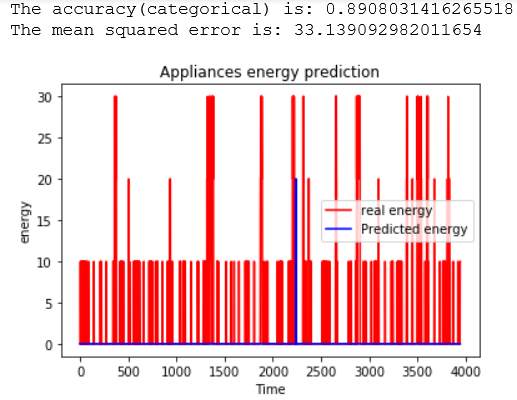 The accuracy(categorical) is: 0.8908031416265518
The mean squared error is: 33.139092982011654
Appliances energy prediction
30
25
20
15
10
5
0
energy
real energy
Predicted energy
0 500 1000 1500 2000 2500 3000 3500 4000
Time